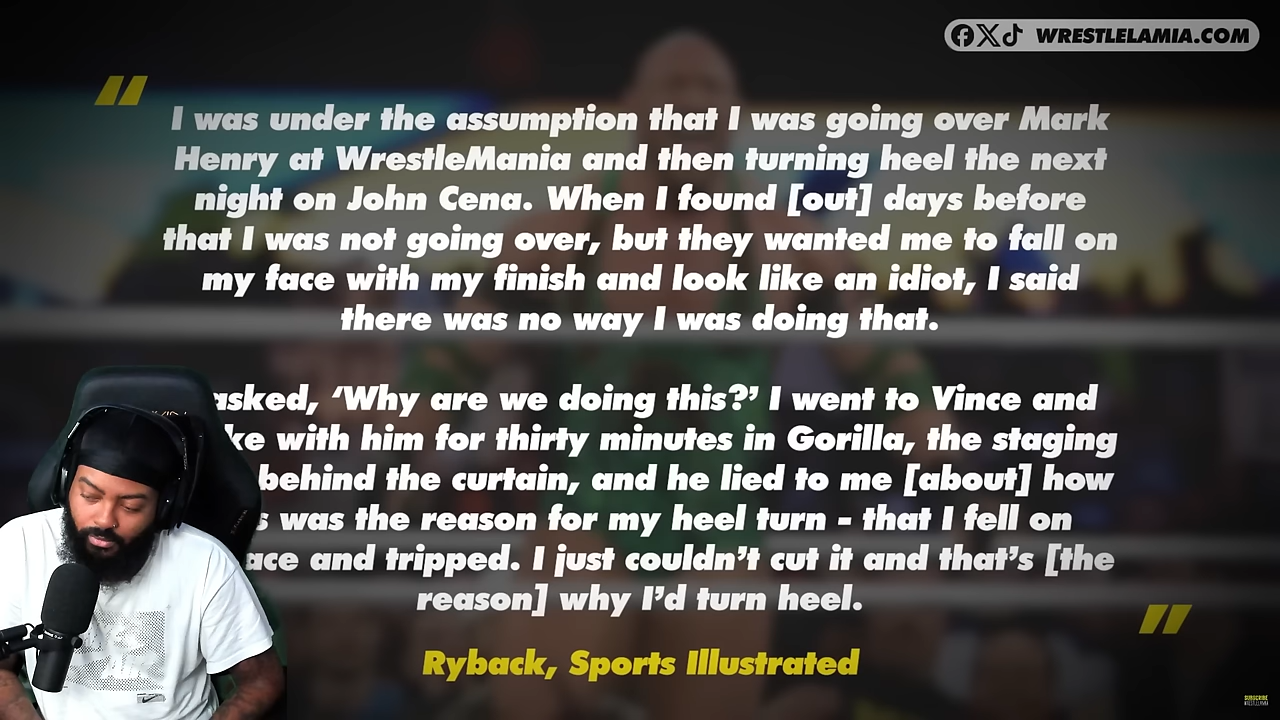 WRESTLELAMIA.COM
"
I was under the assumption that I was going over Mark
Henry at WrestleMania and then turning heel the next
night on John Cena. When I found [out] days before
that I was not going over, but they wanted me to fall on
my face with my finish and look like an idiot, I said
there was no way I was doing that.
asked, ‘Why are we doing this?’ I went to Vince and
ke with him for thirty minutes in Gorilla, the staging
behind the curtain, and he lied to me [about] how
s was the reason for my heel turn - that I fell on
ace and tripped. I just couldn’t cut it and that’s [the
reason] why I’d turn heel.
"
Ryback, Sports Illustrated
SUBSCRIBE
WRESTLELAMIA